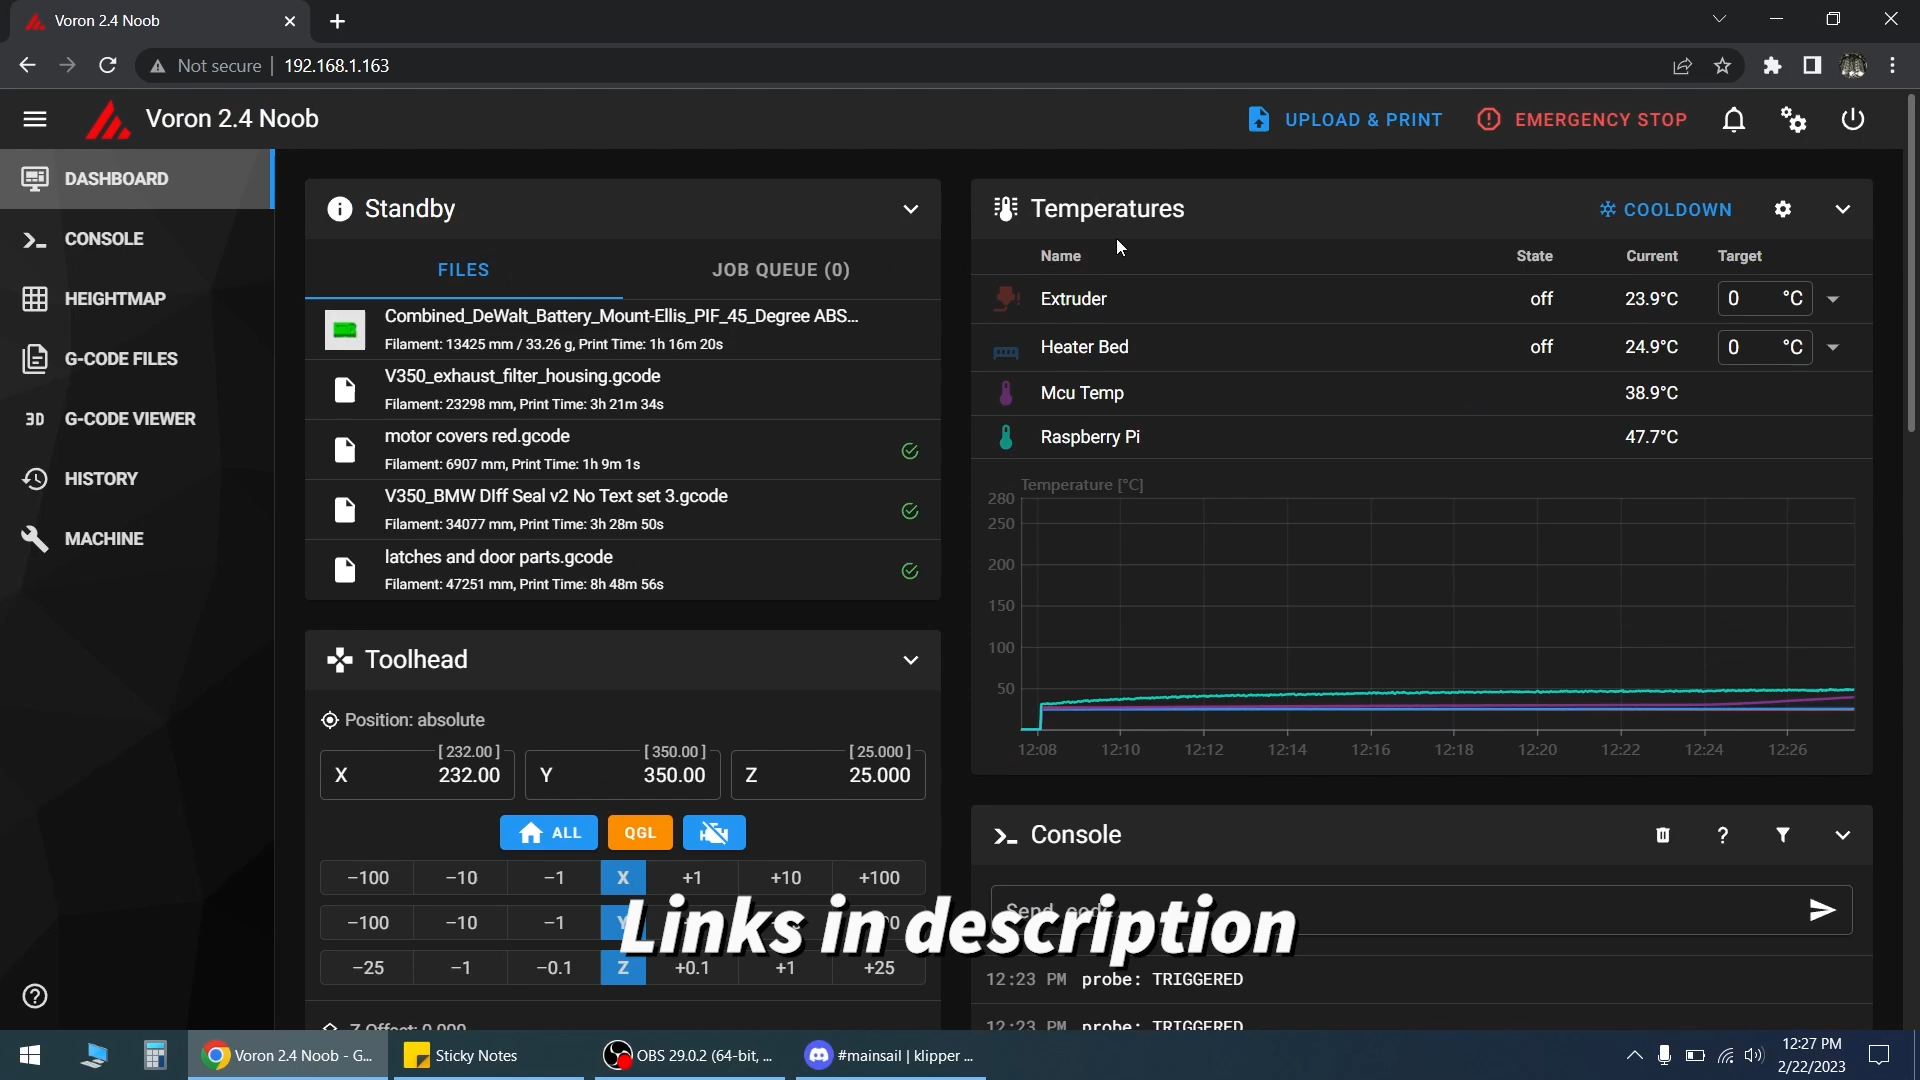 Voron 2.4 Noob
Not secure
192.168.1.163
Voron 2.4 Noob
UPLOAD & PRINT
EMERGENCY STOP
DASHBOARD
CONSOLE
HEIGHTMAP
G-CODE FILES
3D
G-CODE VIEWER
HISTORY
MACHINE
Standby
FILES
JOB QUEUE (0)
Combined_DeWalt_Battery_Mount-Ellis_PIF_45_Degree ABS...
Filament: 13425 mm / 33.26 g, Print Time: 1h 16m 20s
V350_exhaust_filter_housing.gcode
Filament: 23298 mm, Print Time: 3h 21m 34s
motor covers red.gcode
Filament: 6907 mm, Print Time: 1h 9m 1s
V350_BMW DIff Seal v2 No Text set 3.gcode
Filament: 34077 mm, Print Time: 3h 28m 50s
latches and door parts.gcode
Filament: 47251 mm, Print Time: 8h 48m 56s
Toolhead
Position: absolute
[ 232.00 ]
X 232.00
[ 350.00 ]
Y 350.00
[ 25.000 ]
Z 25.000
ALL
QGL
−100 −10 −1 X +1 +10 +100
−100 −10 −1 Y
−25 −1 −0.1 Z +0.1 +1 +25
Z Offset: 0.000
Temperatures
COOLDOWN
Name State Current Target
Extruder off 23.9°C 0 °C
Heater Bed off 24.9°C 0 °C
Mcu Temp 38.9°C
Raspberry Pi 47.7°C
Temperature [°C]
280
250
200
150
100
50
12:08 12:10 12:12 12:14 12:16 12:18 12:20 12:22 12:24 12:26
Console
?
Send code...
Links in description
12:23 PM probe: TRIGGERED
12:23 PM probe: TRIGGERED
Voron 2.4 Noob - G...
Sticky Notes
OBS 29.0.2 (64-bit, ...
#mainsail | klipper ...
12:27 PM
2/22/2023